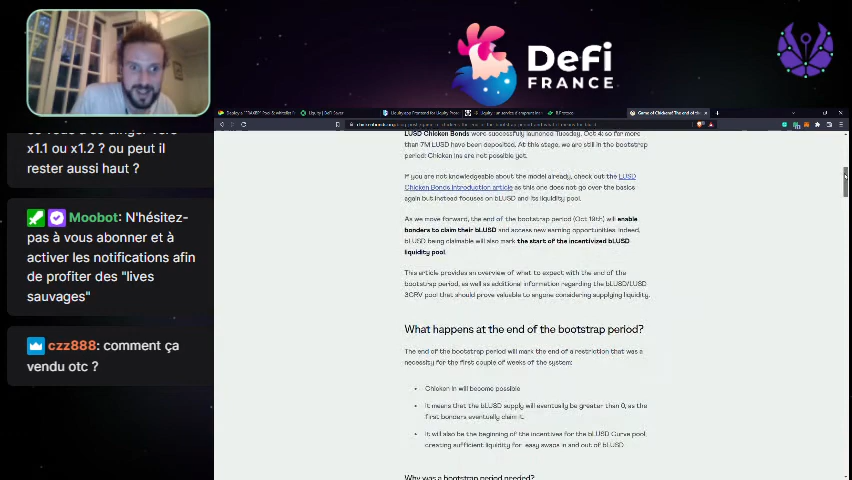 DeFi
FRANCE
x1.1 ou x1.2 ? ou peut il
rester aussi haut ?
Moobot: N'hésitez-
pas à vous abonner et à
activer les notifications afin
de profiter des "lives
sauvages"
czz888: comment ça
vendu otc ?
Game of Chickens! The end of the
LUSD Chicken Bonds were successfully launched Tuesday, Oct 4; so far more
than 7M LUSD have been deposited. At this stage, we are still in the bootstrap
period: Chicken Ins are not possible yet.
If you are not knowledgeable about the model already, check out the LUSD
Chicken Bonds introduction article as this one does not go over the basics
again but instead focuses on bLUSD and its liquidity pool.
As we move forward, the end of the bootstrap period (Oct 19th) will enable
bonders to claim their bLUSD and access new earning opportunities. Indeed,
bLUSD being claimable will also mark the start of the incentivized bLUSD
liquidity pool.
This article provides an overview of what to expect with the end of the
bootstrap period, as well as additional information regarding the bLUSD/LUSD
3CRV pool that should prove valuable to anyone considering supplying liquidity.
What happens at the end of the bootstrap period?
The end of the bootstrap period will mark the end of a restriction that was a
necessity for the first couple of weeks of the system:
• Chicken In will become possible
• It means that the bLUSD supply will eventually be greater than 0, as the
first bonders eventually claim it.
• It will also be the beginning of the incentives for the bLUSD Curve pool,
creating sufficient liquidity for easy swaps in and out of bLUSD
Why was a bootstrap period needed?